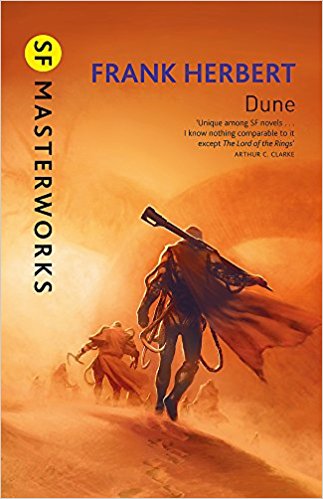 SF MASTERWORKS
FRANK HERBERT
Dune
‘Unique among SF novels . . .
I know nothing comparable to it
except The Lord of the Rings’
ARTHUR C. CLARKE